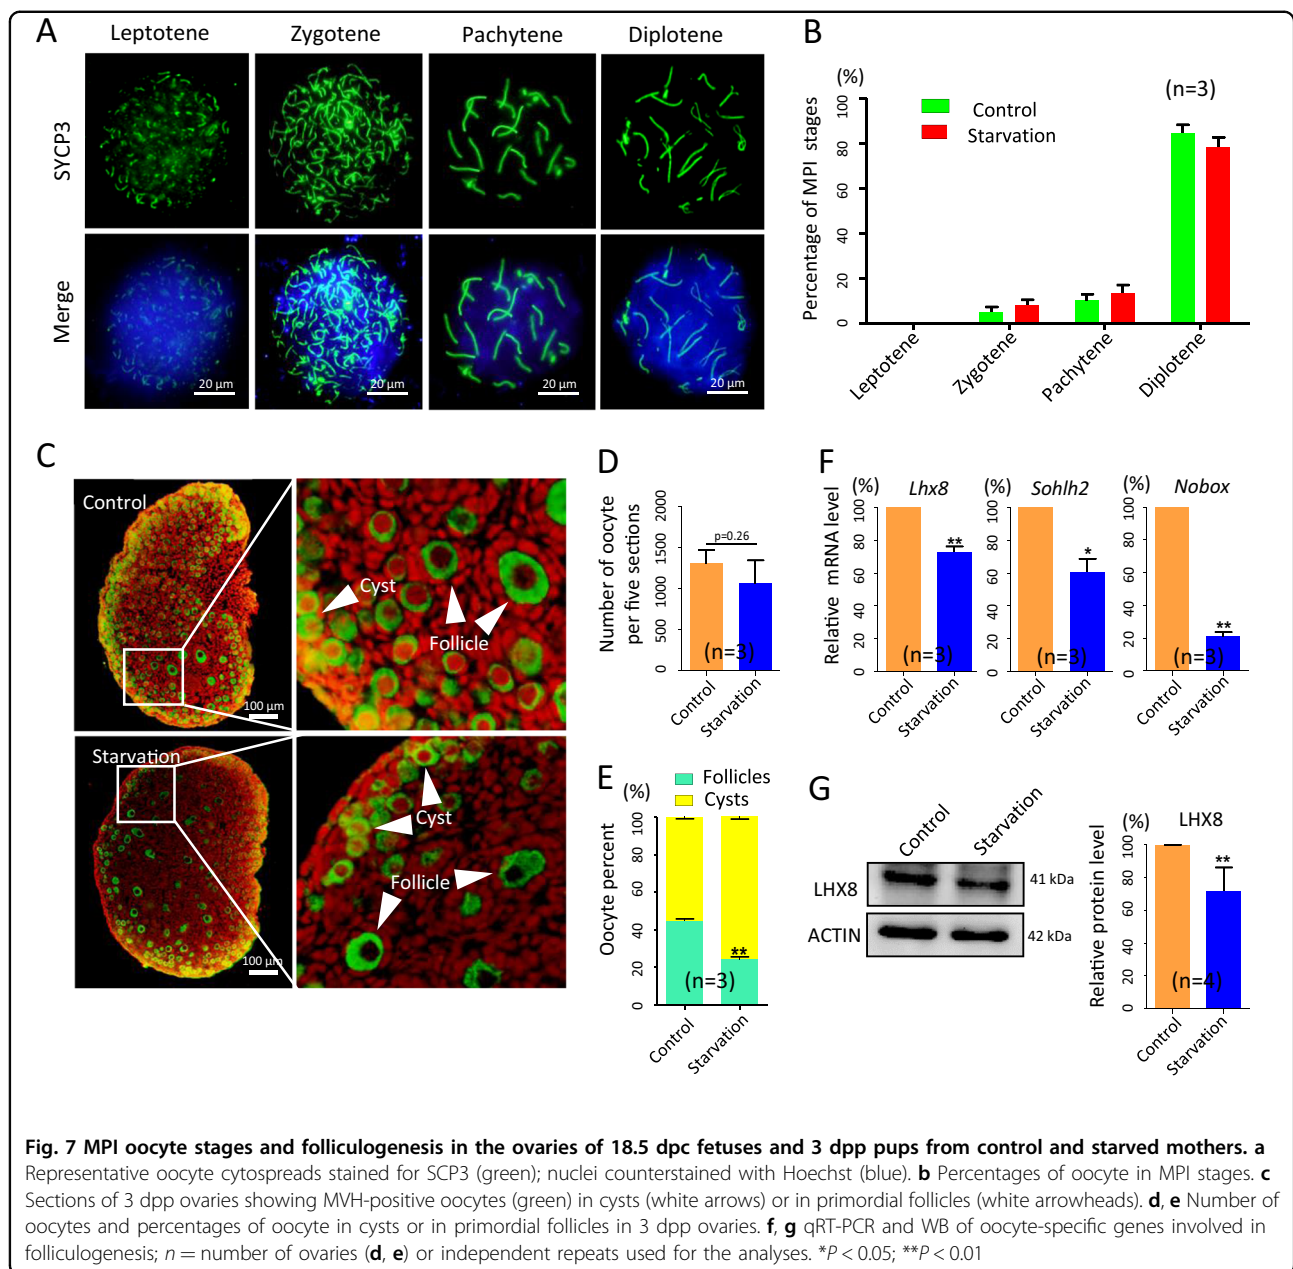 A
Leptotene Zygotene Pachytene Diplotene
SYCP3
Merge
20 µm 20 µm 20 µm 20 µm
B
(%)
(n=3)
Control
Starvation
Percentage of MPI stages
0 20 40 60 80 100
Leptotene Zygotene Pachytene Diplotene
C
Control
Cyst
Follicle
100 µm
Starvation
Cyst
Follicle
100 µm
D
Number of oocyte
per five sections
0 500 1000 1500 2000
p=0.26
(n=3)
Control Starvation
E
Follicles
Cysts
(%)
Oocyte percent
0 20 40 60 80 100
**
(n=3)
Control Starvation
F
Relative mRNA level
(%) Lhx8
0 20 40 60 80 100
**
(n=3)
Control Starvation
(%) Sohlh2
0 20 40 60 80 100
*
(n=3)
Control Starvation
(%) Nobox
0 20 40 60 80 100
**
(n=3)
Control Starvation
G
Control Starvation
LHX8 41 kDa
ACTIN 42 kDa
(%) LHX8
Relative protein level
0 20 40 60 80 100
**
(n=4)
Control Starvation
Fig. 7 MPI oocyte stages and folliculogenesis in the ovaries of 18.5 dpc fetuses and 3 dpp pups from control and starved mothers. a
Representative oocyte cytospreads stained for SCP3 (green); nuclei counterstained with Hoechst (blue). b Percentages of oocyte in MPI stages. c
Sections of 3 dpp ovaries showing MVH-positive oocytes (green) in cysts (white arrows) or in primordial follicles (white arrowheads). d, e Number of
oocytes and percentages of oocyte in cysts or in primordial follicles in 3 dpp ovaries. f, g qRT-PCR and WB of oocyte-specific genes involved in
folliculogenesis; n = number of ovaries (d, e) or independent repeats used for the analyses. *P < 0.05; **P < 0.01